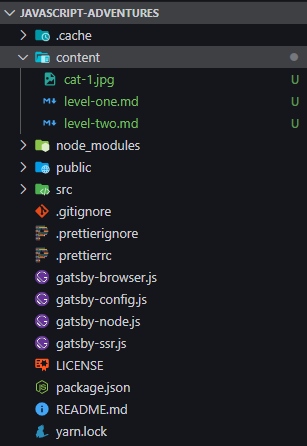 JAVASCRIPT-ADVENTURES
.cache
content
cat-1.jpg U
level-one.md U
level-two.md U
node_modules
public
src
.gitignore
.prettierignore
.prettierrc
gatsby-browser.js
gatsby-config.js
gatsby-node.js
gatsby-ssr.js
LICENSE
package.json
README.md
yarn.lock